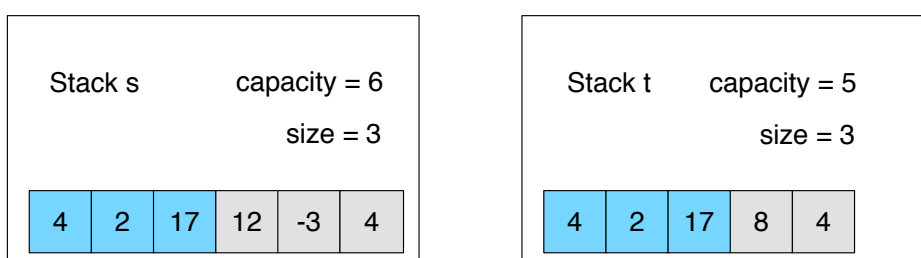 Stack s capacity = 6
size = 3
4 2 17 12 -3 4
Stack t capacity = 5
size = 3
4 2 17 8 4